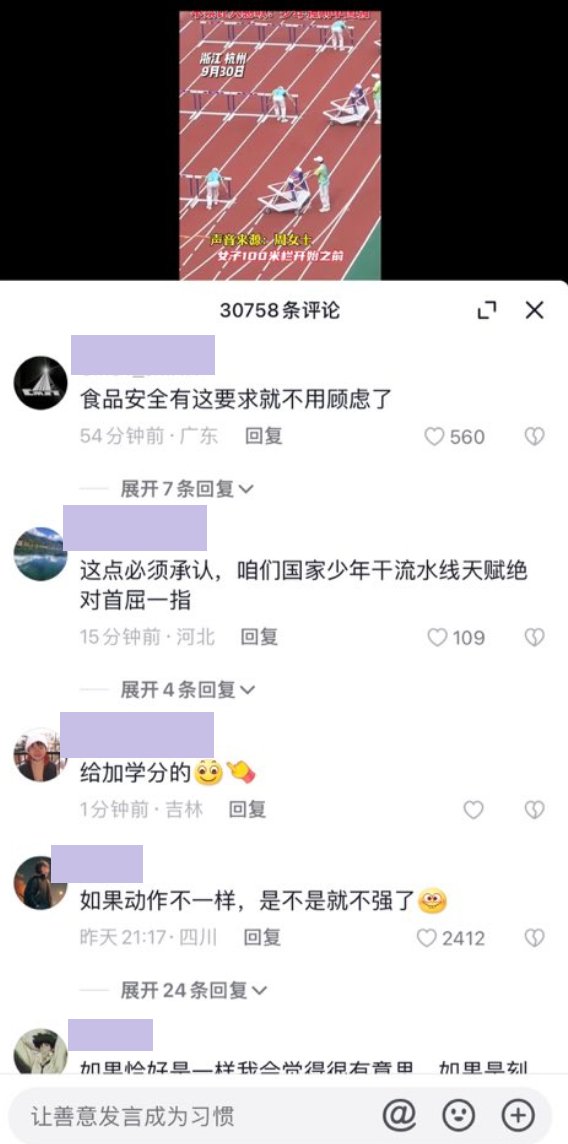 浙江 杭州
9月30日
声音来源：周女士
女子100米栏开始之前
30758条评论
食品安全有这要求就不用顾虑了
54分钟前·广东 回复 560
展开7条回复
这点必须承认，咱们国家少年干流水线天赋绝
对首屈一指
15分钟前·河北 回复 109
展开4条回复
给加学分的
1分钟前·吉林 回复
如果动作不一样，是不是就不强了
昨天21:17·四川 回复 2412
展开24条回复
如果恰好是一样我会觉得很有意思，如果是刻
让善意发言成为习惯
@